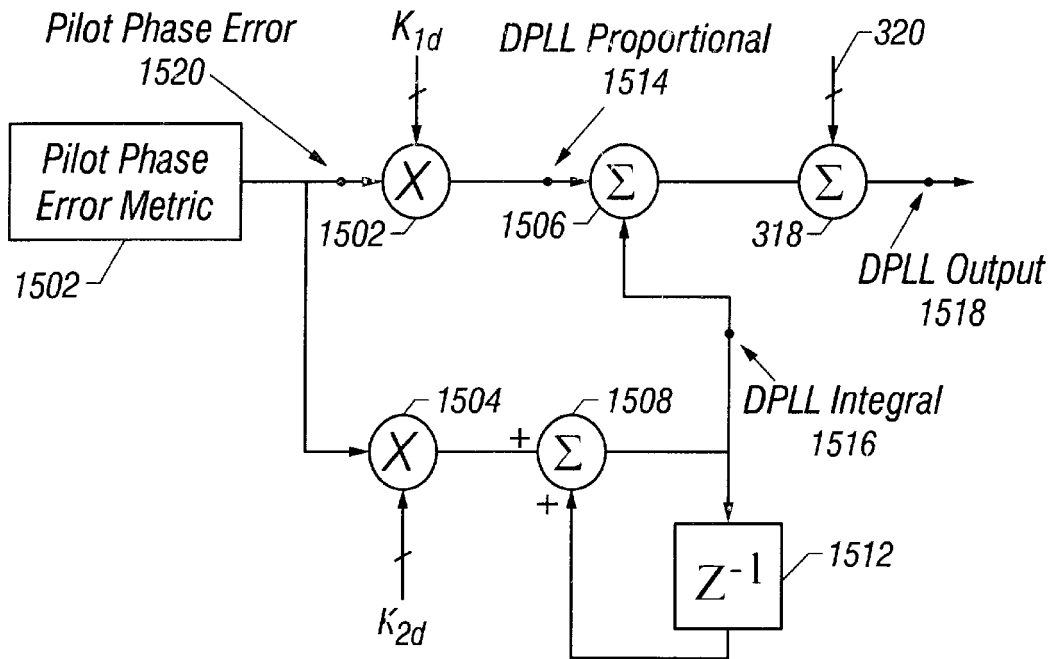 Pilot Phase Error
1520
K1d
DPLL Proportional
1514
320
Pilot Phase
Error Metric
X
Σ
Σ
1502
1502
1506
318
DPLL Output
1518
1504
1508
DPLL Integral
1516
X
+
Σ
+
K2d
Z-1
1512